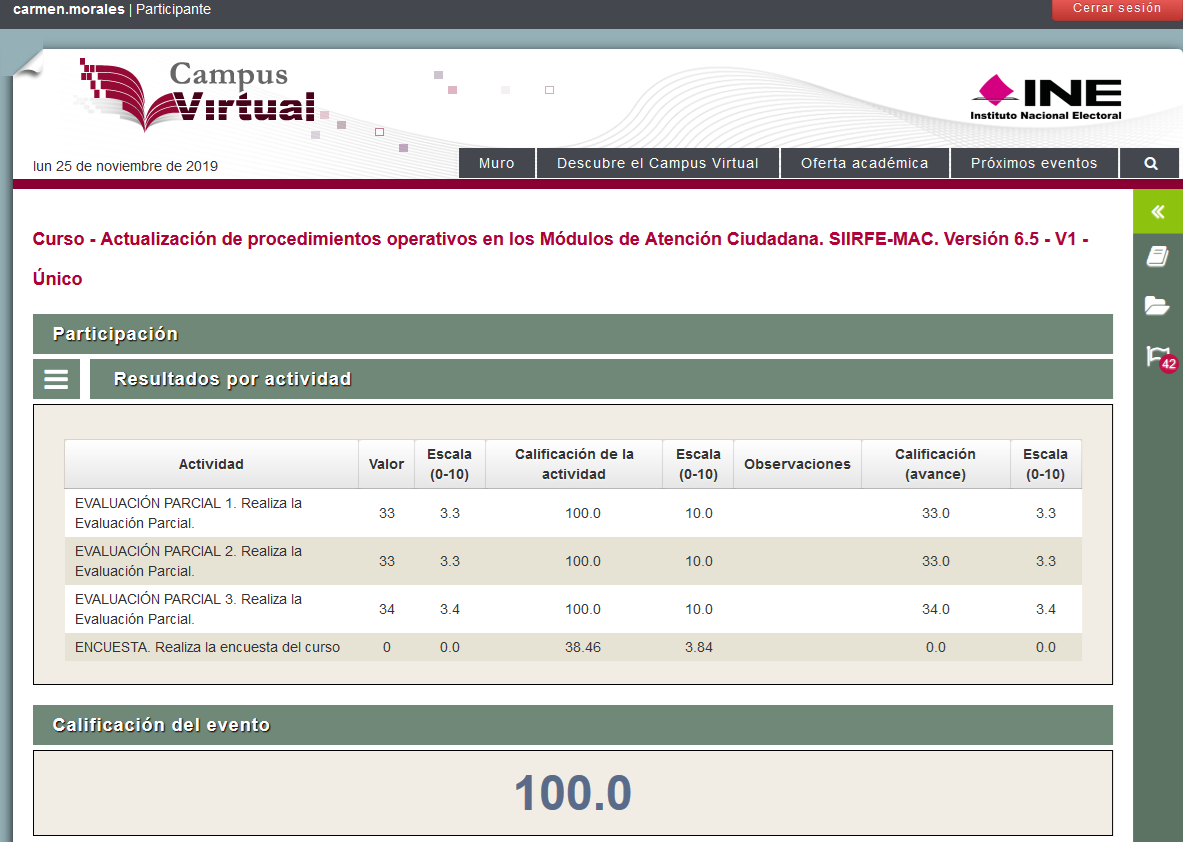 carmen.morales | Participante
Cerrar sesión
Campus
Virtual
INE
Instituto Nacional Electoral
lun 25 de noviembre de 2019
Muro
Descubre el Campus Virtual
Oferta académica
Próximos eventos
Curso - Actualización de procedimientos operativos en los Módulos de Atención Ciudadana. SIIRFE-MAC. Versión 6.5 - V1 -
Único
42
Participación
Resultados por actividad
Actividad Valor Escala (0-10) Calificación de la actividad Escala (0-10) Observaciones Calificación (avance) Escala (0-10)
EVALUACIÓN PARCIAL 1. Realiza la
Evaluación Parcial.
33 3.3 100.0 10.0 33.0 3.3
EVALUACIÓN PARCIAL 2. Realiza la
Evaluación Parcial.
33 3.3 100.0 10.0 33.0 3.3
EVALUACIÓN PARCIAL 3. Realiza la
Evaluación Parcial.
34 3.4 100.0 10.0 34.0 3.4
ENCUESTA. Realiza la encuesta del curso 0 0.0 38.46 3.84 0.0 0.0
Calificación del evento
100.0